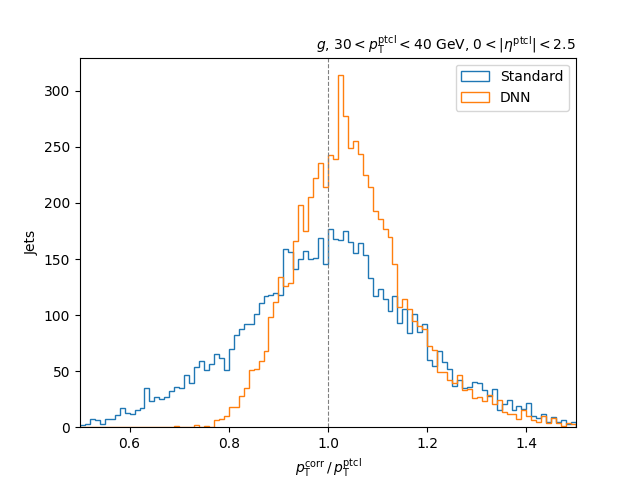 g, 30 < p_T^ptcl < 40 GeV, 0 < |η^ptcl| < 2.5
Standard
DNN
300
250
200
150
100
50
0
Jets
0.6 0.8 1.0 1.2 1.4
p_T^corr / p_T^ptcl